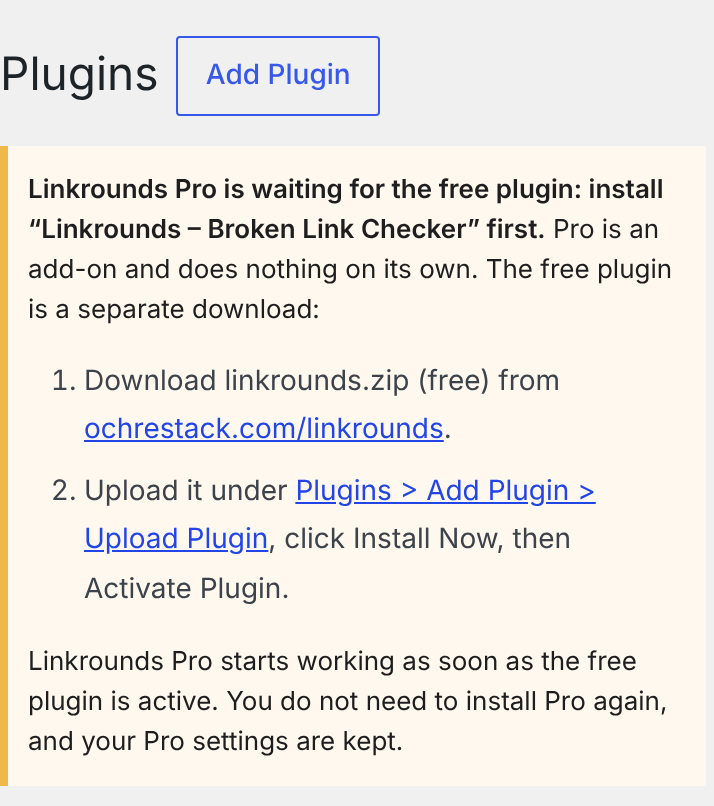 Plugins
Add Plugin
Linkrounds Pro is waiting for the free plugin: install
“Linkrounds – Broken Link Checker” first. Pro is an
add-on and does nothing on its own. The free plugin
is a separate download:
1. Download linkrounds.zip (free) from
ochrestack.com/linkrounds.
2. Upload it under Plugins > Add Plugin >
Upload Plugin, click Install Now, then
Activate Plugin.
Linkrounds Pro starts working as soon as the free
plugin is active. You do not need to install Pro again,
and your Pro settings are kept.